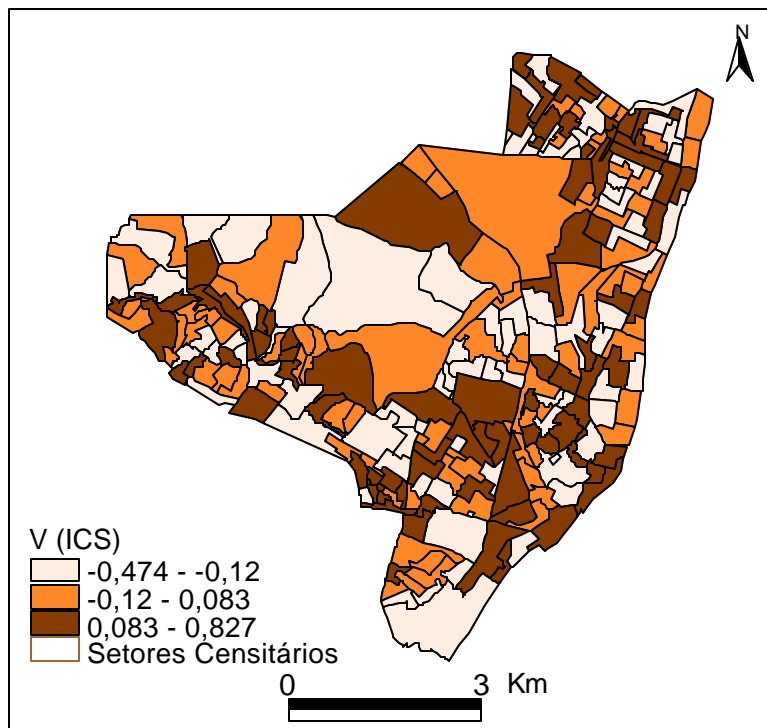 N
V (ICS)
-0,474 - -0,12
-0,12 - 0,083
0,083 - 0,827
Setores Censitários
0 3 Km